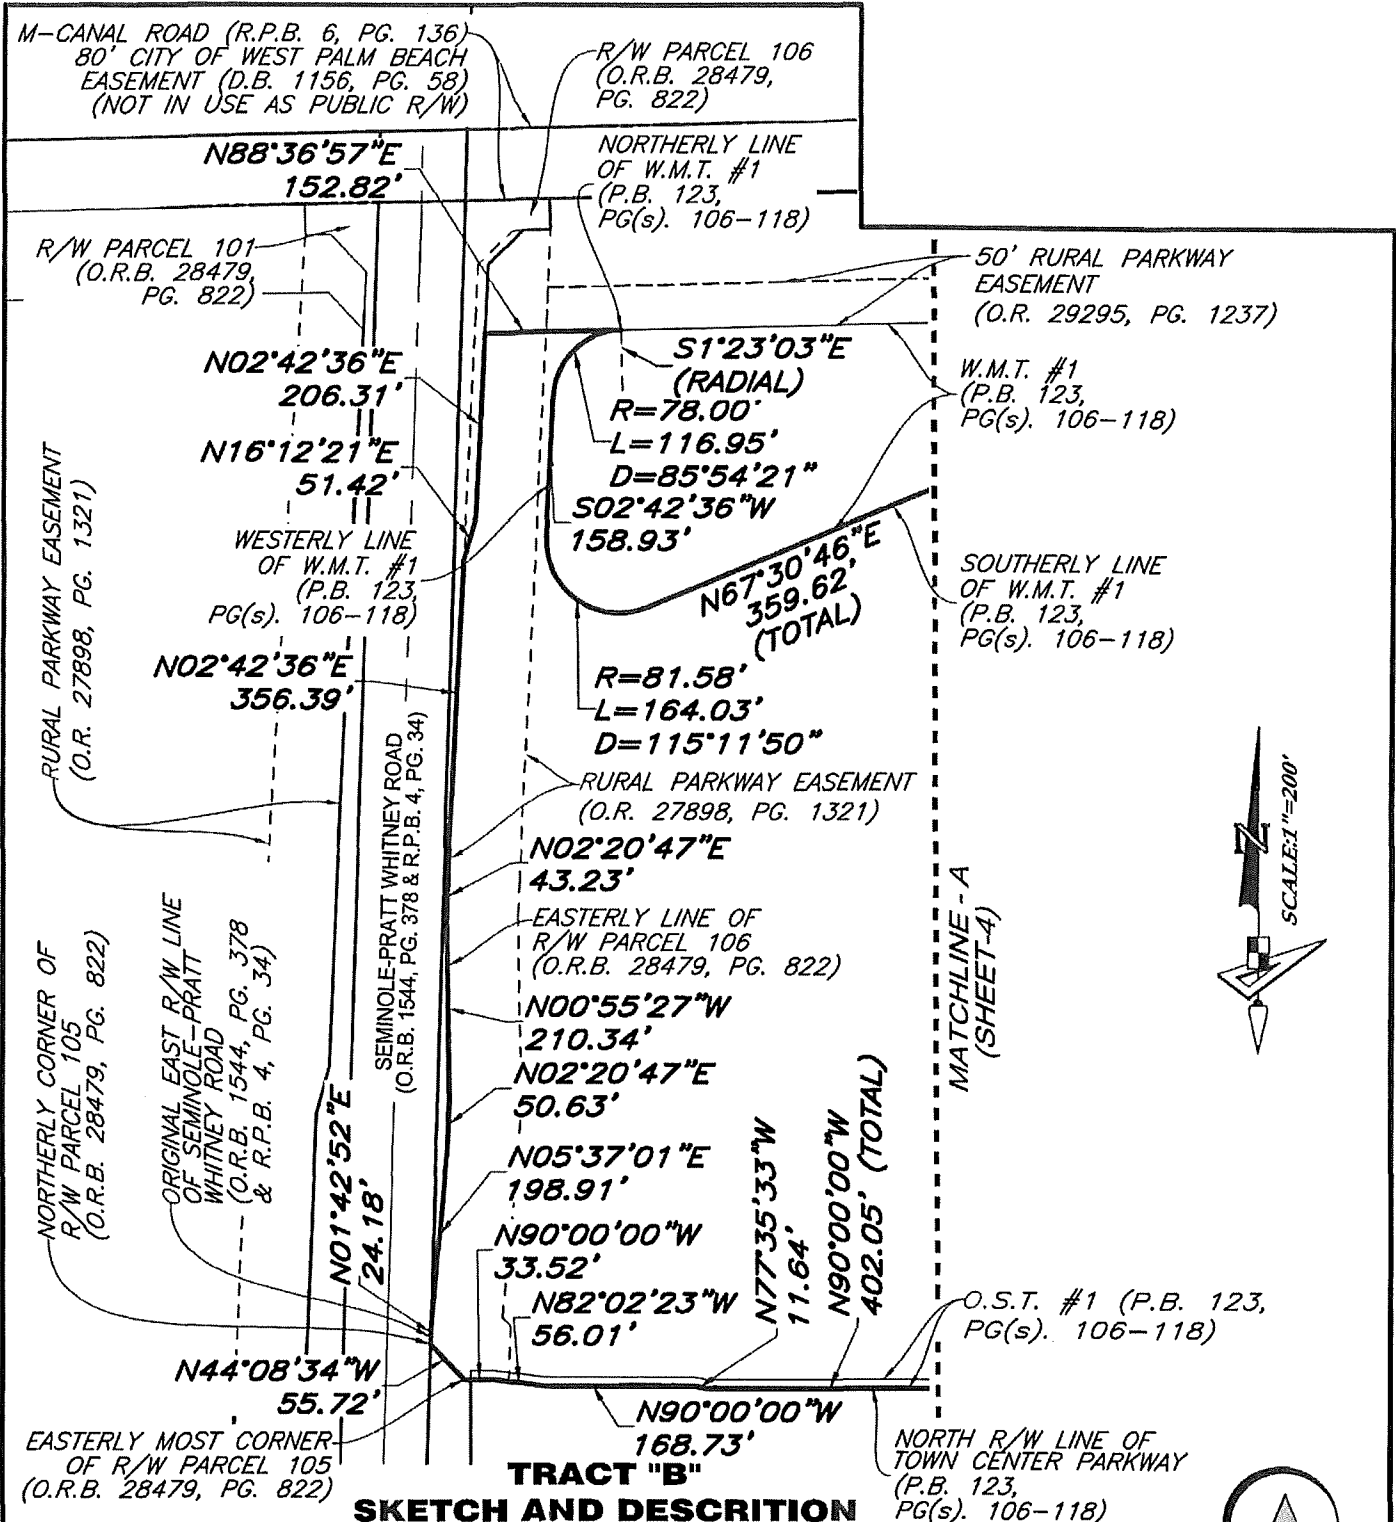 M-CANAL ROAD (R.P.B. 6, PG. 136)
80' CITY OF WEST PALM BEACH
EASEMENT (D.B. 1156, PG. 58)
(NOT IN USE AS PUBLIC R/W)
R/W PARCEL 106
(O.R.B. 28479,
PG. 822)
N88°36'57"E
152.82'
NORTHERLY LINE
OF W.M.T. #1
(P.B. 123,
PG(s). 106-118)
R/W PARCEL 101
(O.R.B. 28479,
PG. 822)
50' RURAL PARKWAY
EASEMENT
(O.R. 29295, PG. 1237)
N02°42'36"E
206.31'
S1°23'03"E
(RADIAL)
R=78.00'
L=116.95'
D=85°54'21"
W.M.T. #1
(P.B. 123,
PG(s). 106-118)
N16°12'21"E
51.42'
S02°42'36"W
158.93'
RURAL PARKWAY EASEMENT
(O.R. 27898, PG. 1321)
WESTERLY LINE
OF W.M.T. #1
(P.B. 123,
PG(s). 106-118)
N67°30'46"E
359.62'
(TOTAL)
SOUTHERLY LINE
OF W.M.T. #1
(P.B. 123,
PG(s). 106-118)
N02°42'36"E
356.39'
R=81.58'
L=164.03'
D=115°11'50"
SEMINOLE-PRATT WHITNEY ROAD
(O.R.B. 1544, PG. 378 & R.P.B. 4, PG. 34)
RURAL PARKWAY EASEMENT
(O.R. 27898, PG. 1321)
N
SCALE:1"=200'
N02°20'47"E
43.23'
EASTERLY LINE OF
R/W PARCEL 106
(O.R.B. 28479, PG. 822)
MATCHLINE - A
(SHEET-4)
NORTHERLY CORNER OF
R/W PARCEL 105
(O.R.B. 28479, PG. 822)
ORIGINAL EAST R/W LINE
OF SEMINOLE-PRATT
WHITNEY ROAD
(O.R.B. 1544, PG. 378
& R.P.B. 4, PG. 34)
N00°55'27"W
210.34'
N02°20'47"E
50.63'
N01°42'52"E
24.18'
N05°37'01"E
198.91'
N90°00'00"W
33.52'
N82°02'23"W
56.01'
N77°35'33"W
11.64'
N90°00'00"W
402.05' (TOTAL)
O.S.T. #1 (P.B. 123,
PG(s). 106-118)
N44°08'34"W
55.72'
N90°00'00"W
168.73'
EASTERLY MOST CORNER
OF R/W PARCEL 105
(O.R.B. 28479, PG. 822)
NORTH R/W LINE OF
TOWN CENTER PARKWAY
(P.B. 123,
PG(s). 106-118)
TRACT "B"
SKETCH AND DESCRITION